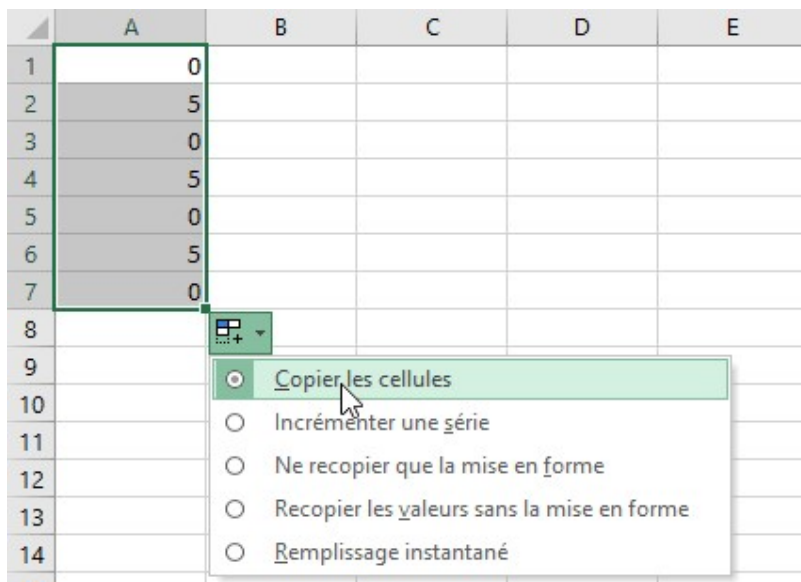 A B C D E
1 0
2 5
3 0
4 5
5 0
6 5
7 0
8
9
Copier les cellules
10
Incrémenter une série
11
Ne recopier que la mise en forme
12
13
Recopier les valeurs sans la mise en forme
14
Remplissage instantané